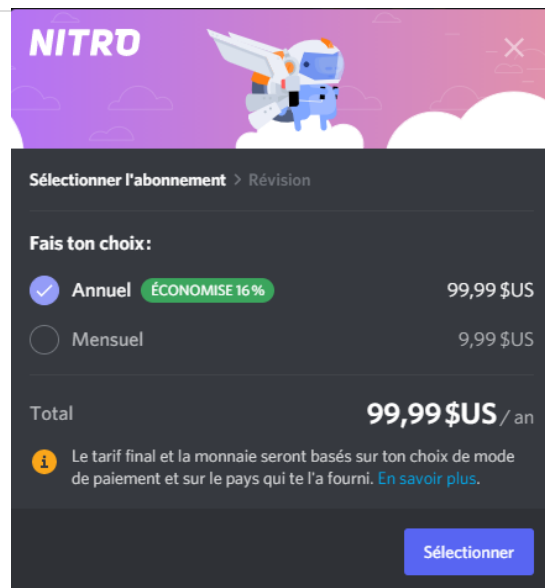 NITRO
Sélectionner l'abonnement > Révision
Fais ton choix:
Annuel ÉCONOMISE 16 % 99,99 $US
Mensuel 9,99 $US
Total 99,99 $US / an
Le tarif final et la monnaie seront basés sur ton choix de mode
de paiement et sur le pays qui te l'a fourni. En savoir plus.
Sélectionner